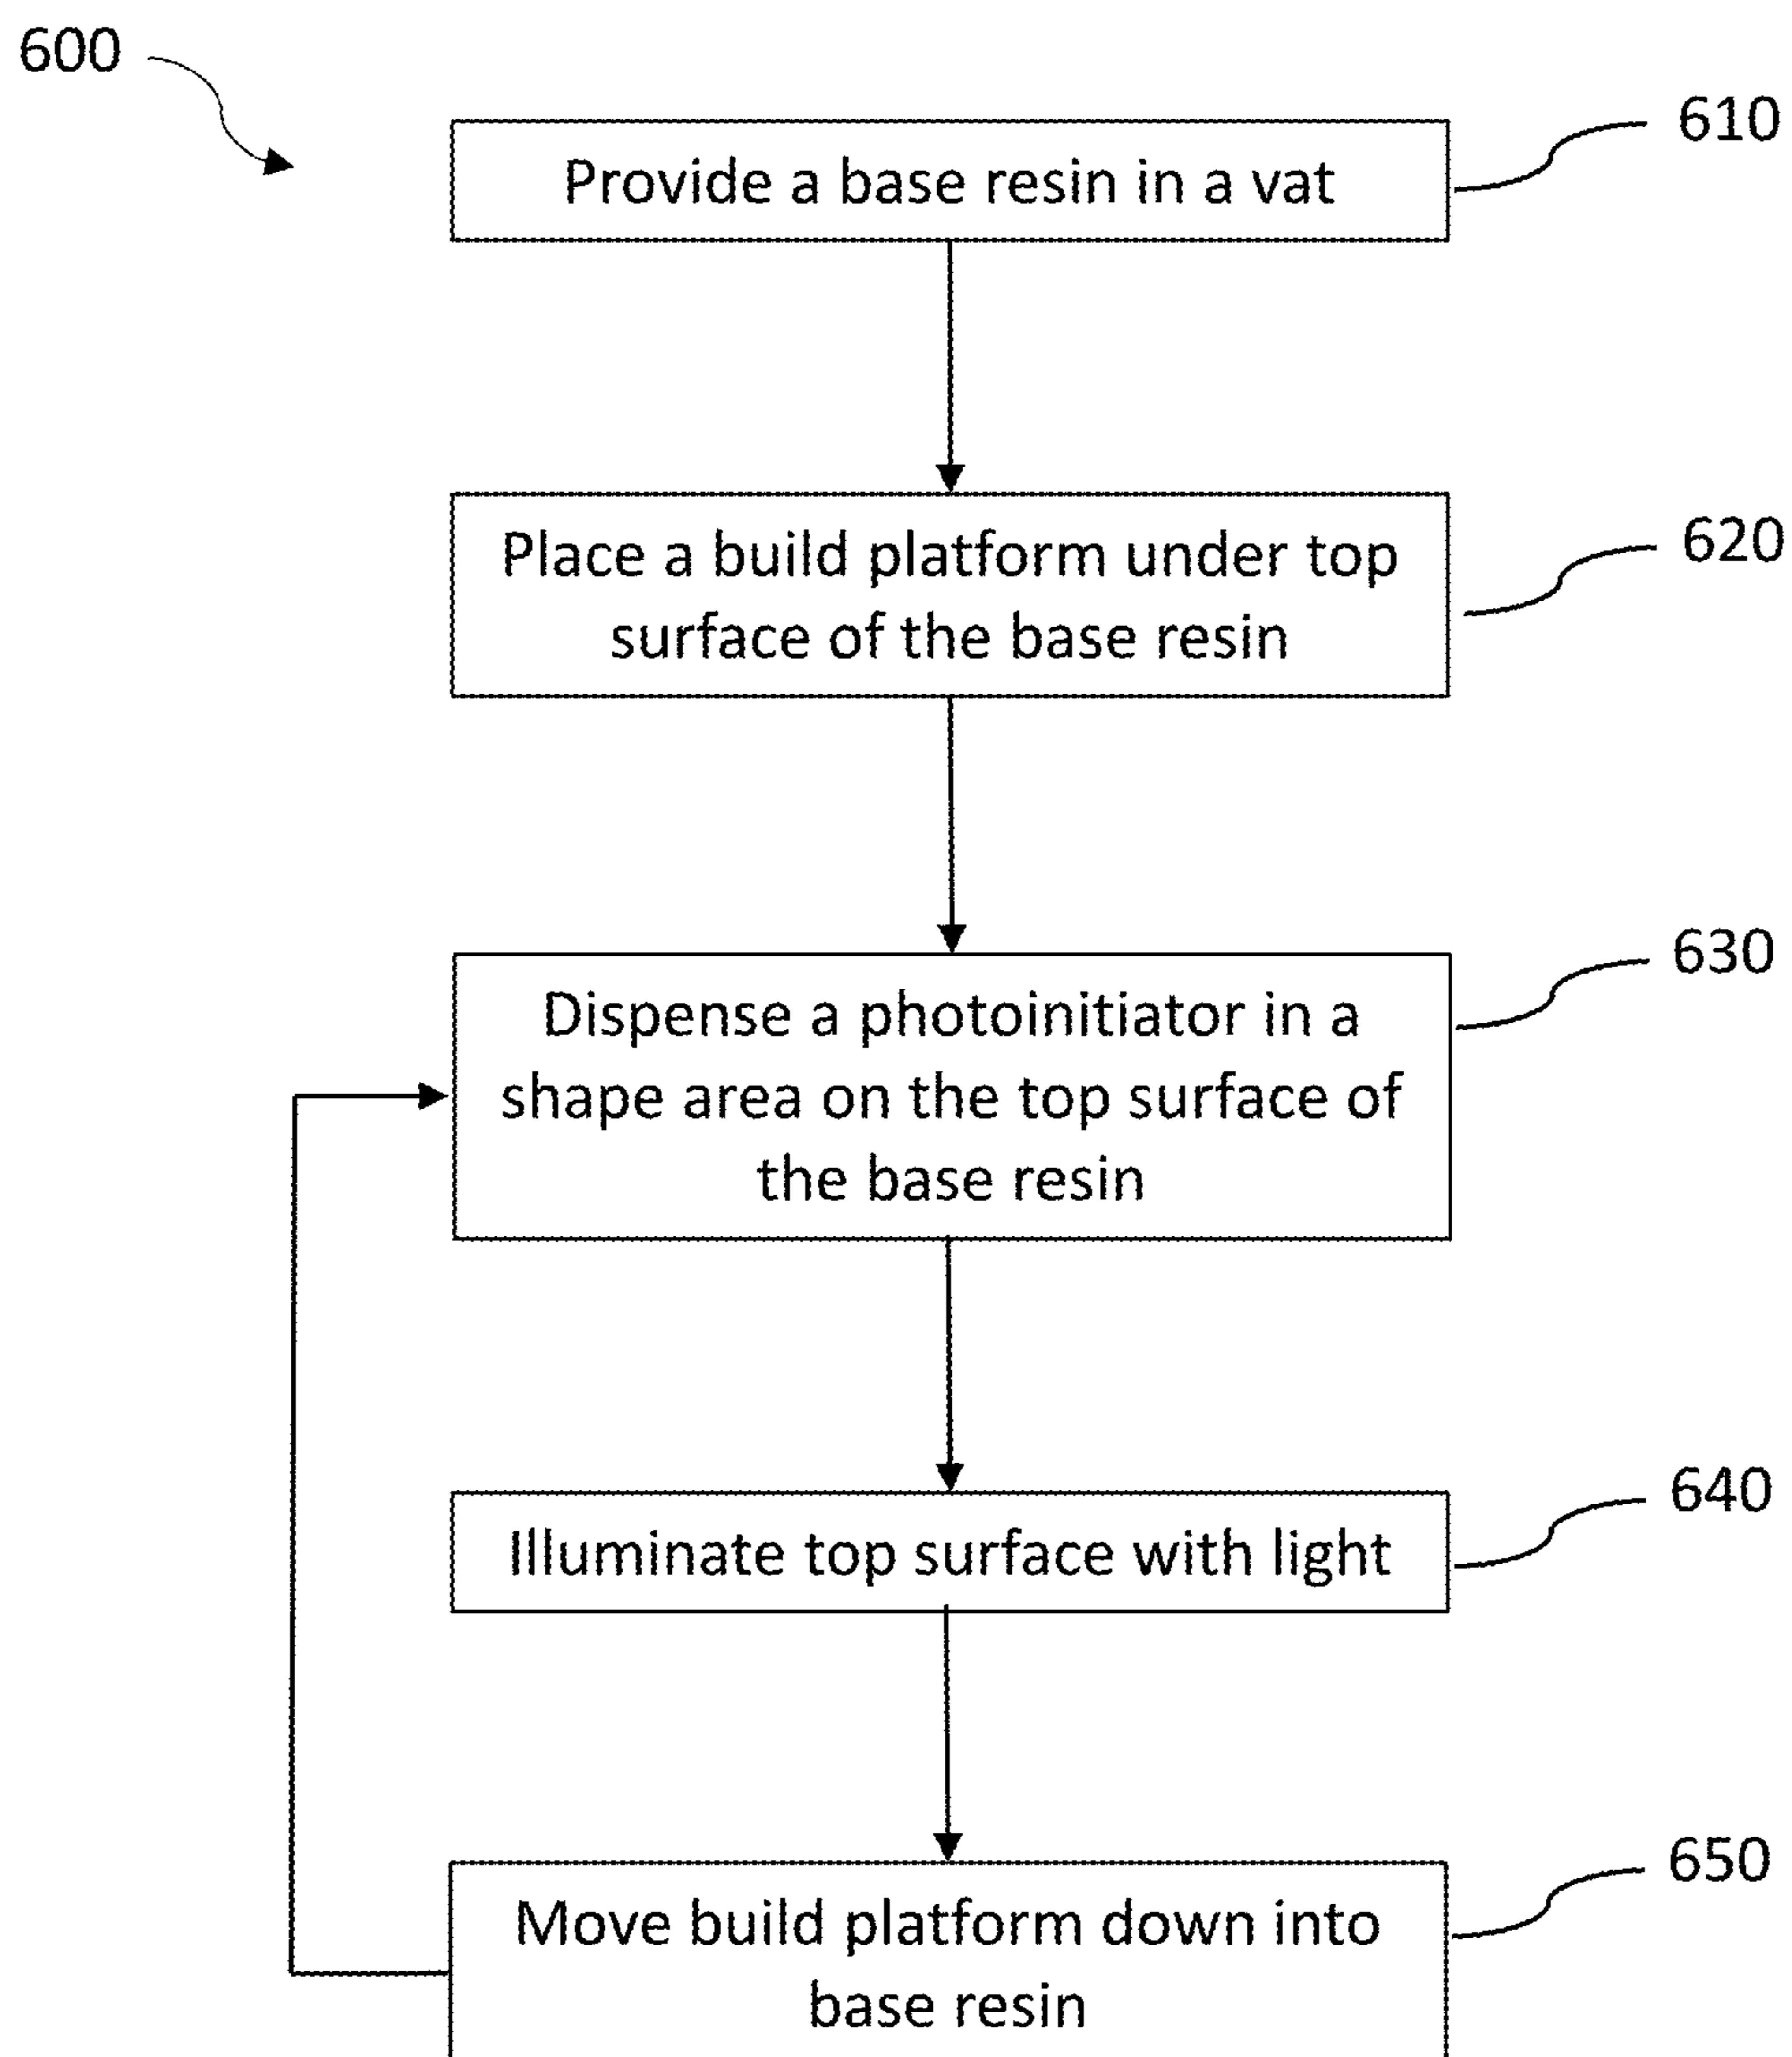 600
610
Provide a base resin in a vat
620
Place a build platform under top
surface of the base resin
630
Dispense a photoinitiator in a
shape area on the top surface of
the base resin
640
Illuminate top surface with light
650
Move build platform down into
base resin